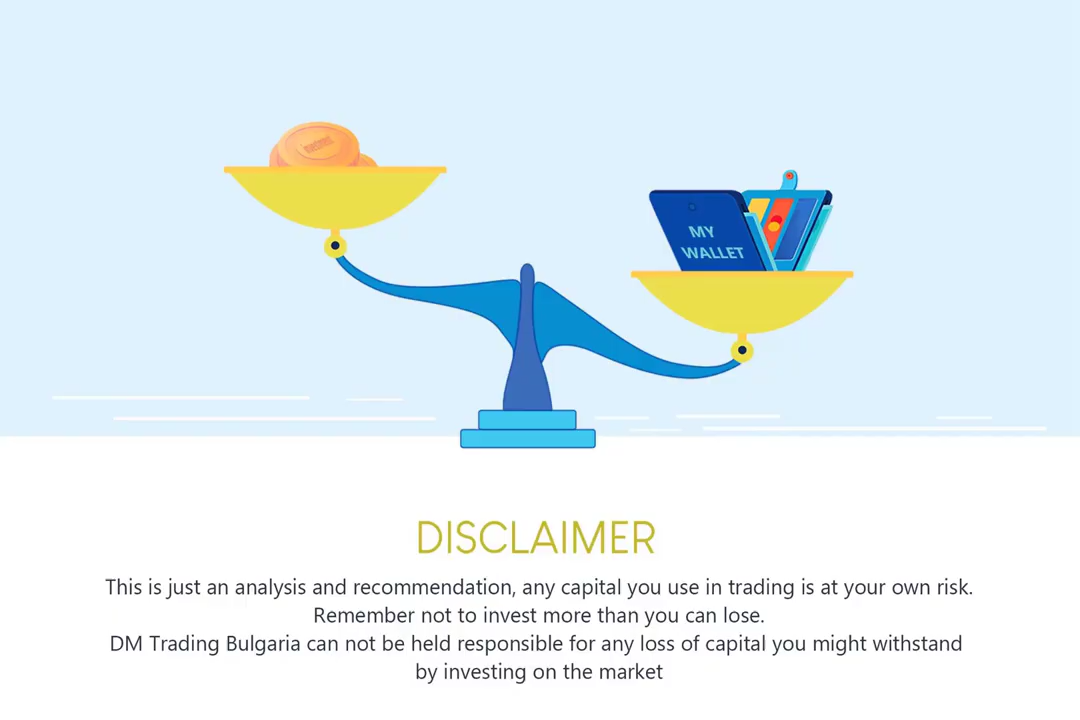 MY
WALLET
DISCLAIMER
This is just an analysis and recommendation, any capital you use in trading is at your own risk.
Remember not to invest more than you can lose.
DM Trading Bulgaria can not be held responsible for any loss of capital you might withstand
by investing on the market